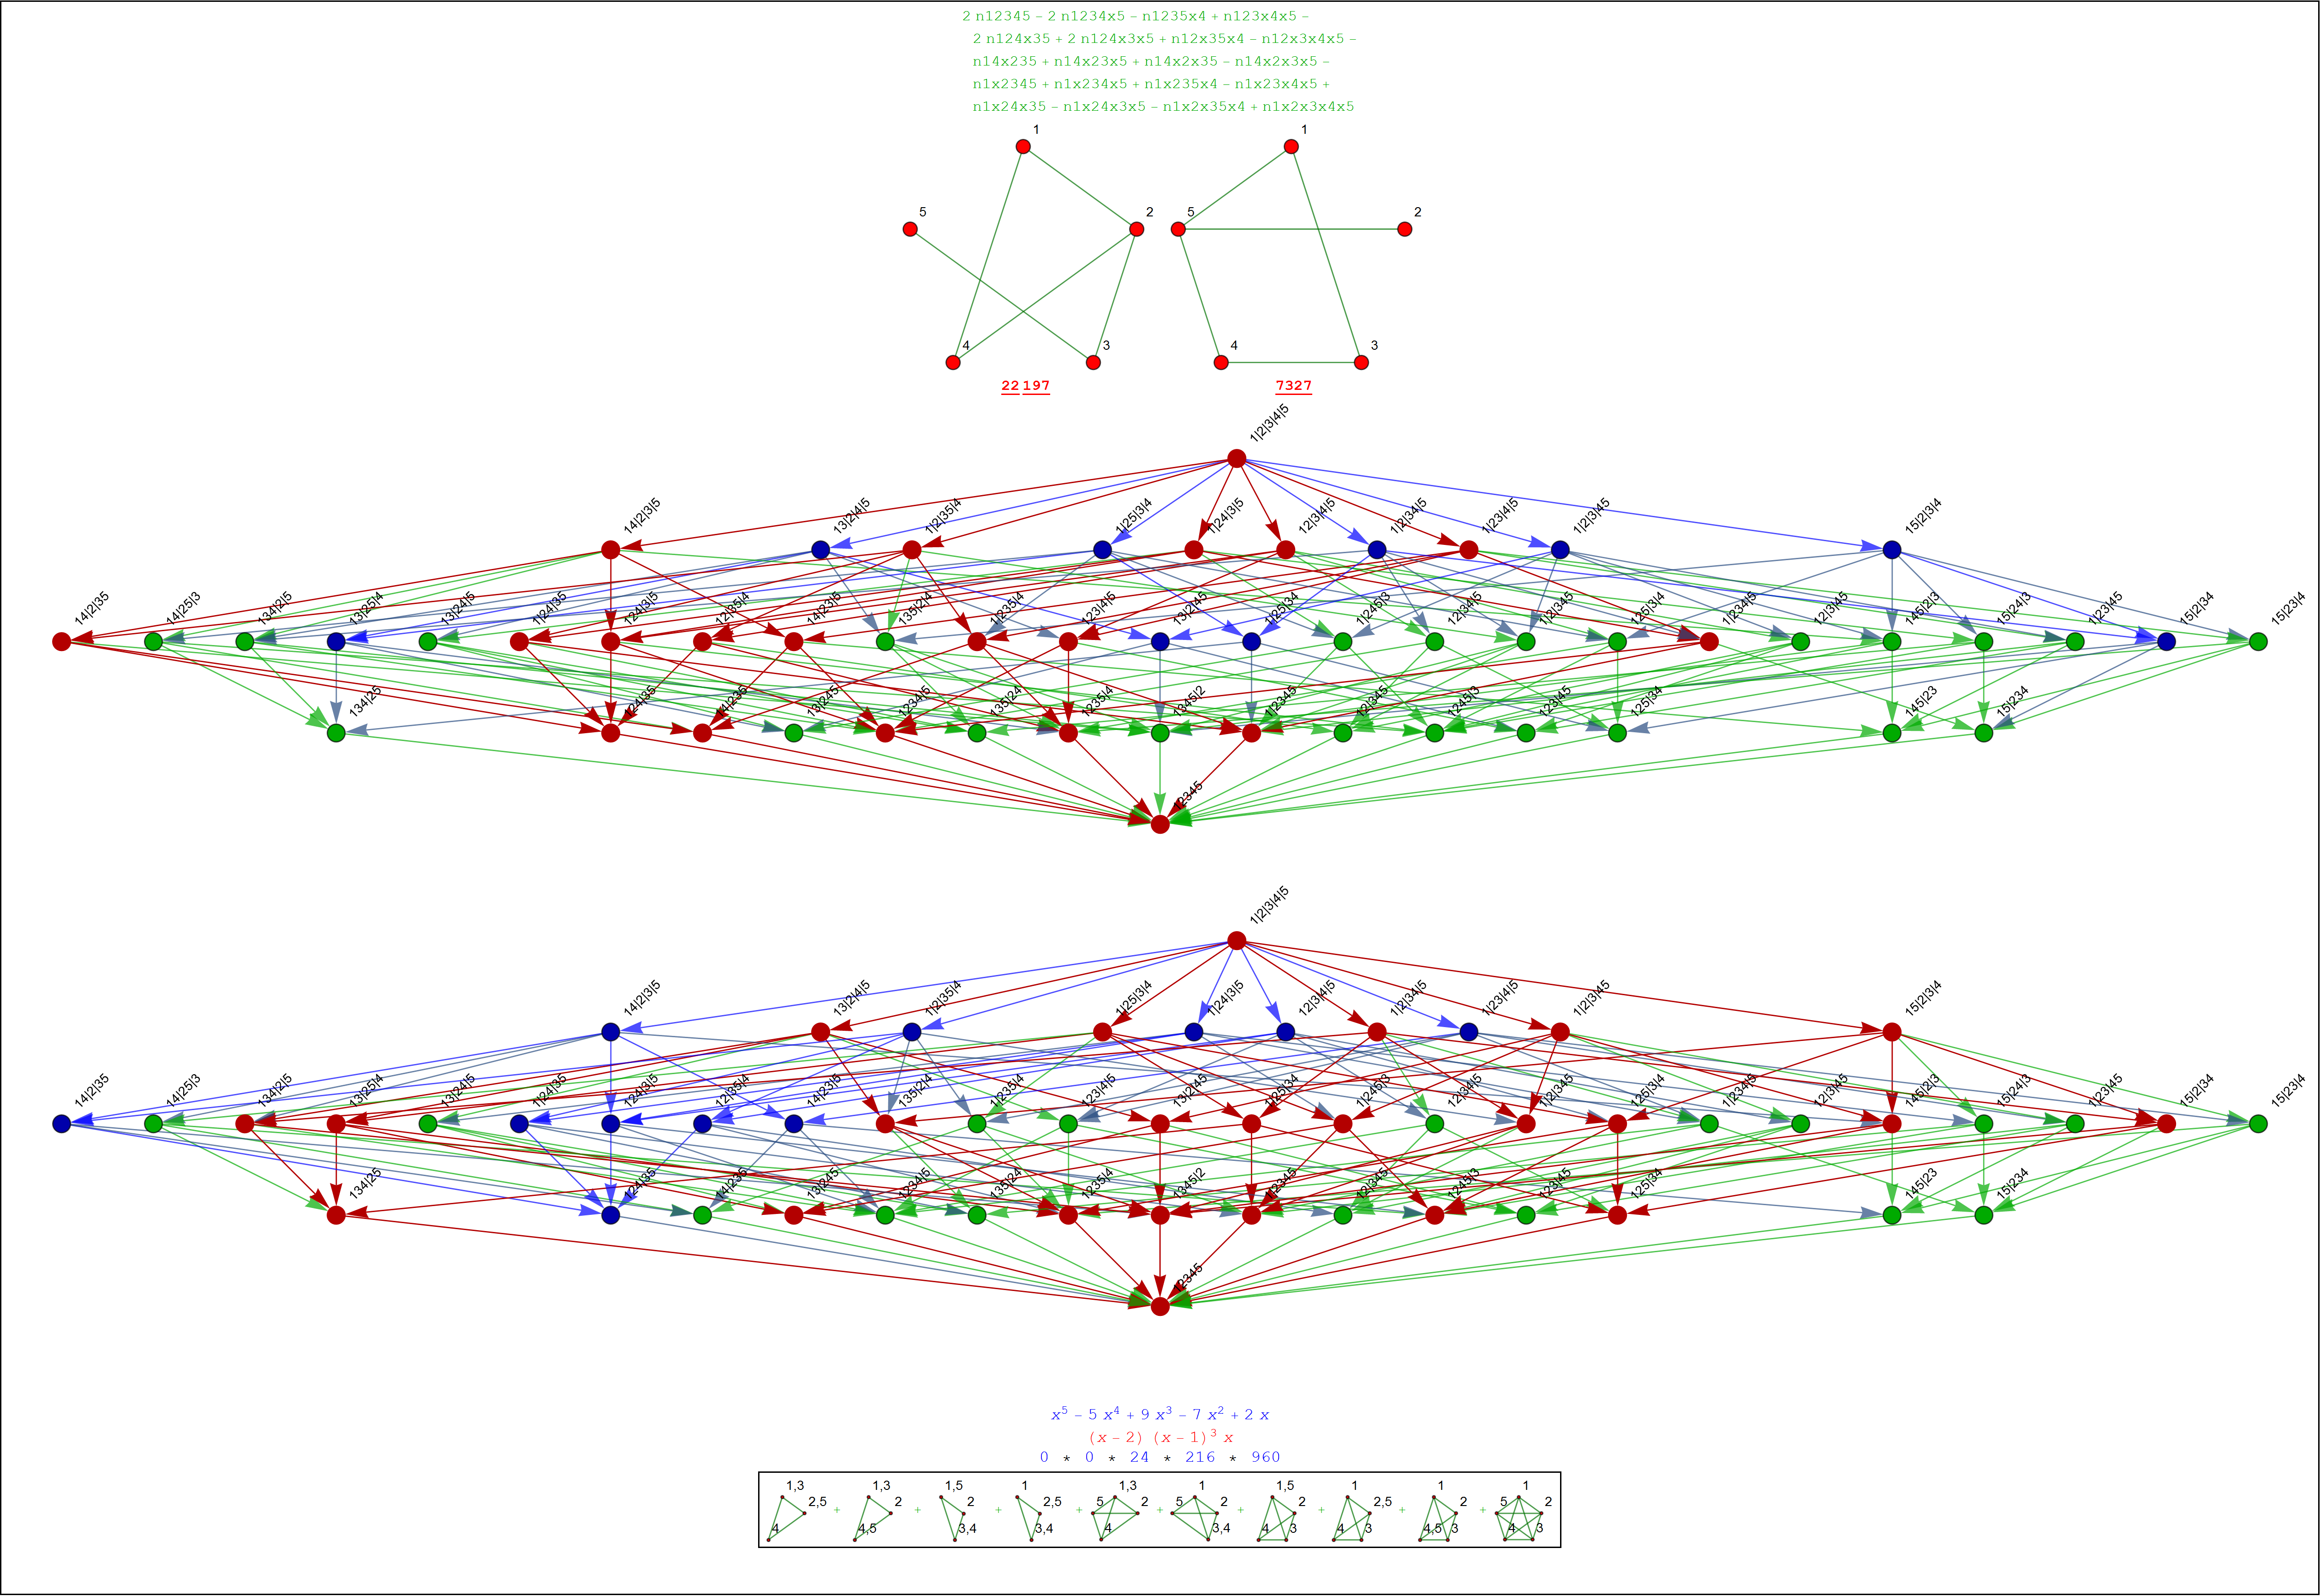 2 n12345 – 2 n1234x5 – n1235x4 + n123x4x5 –
2 n124x35 + 2 n124x3x5 + n12x35x4 – n12x3x4x5 –
n14x235 + n14x23x5 + n14x2x35 – n14x2x3x5 –
n1x2345 + n1x234x5 + n1x235x4 – n1x23x4x5 +
n1x24x35 – n1x24x3x5 – n1x2x35x4 + n1x2x3x4x5
1 1
5 2 5 2
4 3 4 3
22 197 7327
1|2|3|4|5
14|2|3|5 13|2|4|5 1|2|35|4 1|25|3|4 1|24|3|5 12|3|4|5 1|2|34|5 1|23|4|5 1|2|3|45 15|2|3|4
14|2|35 14|25|3 134|2|5 13|25|4 13|24|5 1|24|35 124|3|5 12|35|4 14|23|5 135|2|4 1|235|4 123|4|5 13|2|45 1|25|34 1|245|3 12|34|5 1|2|345 125|3|4 1|234|5 12|3|45 145|2|3 15|24|3 1|23|45 15|2|34 15|23|4
134|25 124|35 14|235 13|245 1234|5 135|24 1235|4 1345|2 1|2345 12|345 1245|3 123|45 125|34 145|23 15|234
12345
1|2|3|4|5
14|2|3|5 13|2|4|5 1|2|35|4 1|25|3|4 1|24|3|5 12|3|4|5 1|2|34|5 1|23|4|5 1|2|3|45 15|2|3|4
14|2|35 14|25|3 134|2|5 13|25|4 13|24|5 1|24|35 124|3|5 12|35|4 14|23|5 135|2|4 1|235|4 123|4|5 13|2|45 1|25|34 1|245|3 12|34|5 1|2|345 125|3|4 1|234|5 12|3|45 145|2|3 15|24|3 1|23|45 15|2|34 15|23|4
134|25 124|35 14|235 13|245 1234|5 135|24 1235|4 1345|2 1|2345 12|345 1245|3 123|45 125|34 145|23 15|234
12345
x⁵ – 5 x⁴ + 9 x³ – 7 x² + 2 x
(x – 2) (x – 1)³ x
0 * 0 * 24 * 216 * 960
1,3 1,3 1,5 1 1,3 1 1,5 1 1 1
2,5 + 2 + 2 + 2,5 + 5 2 + 5 2 + 2 + 2,5 + 2 + 5 2
4 4,5 3,4 3,4 4 3,4 4 3 4 3 4,5 3 4 3